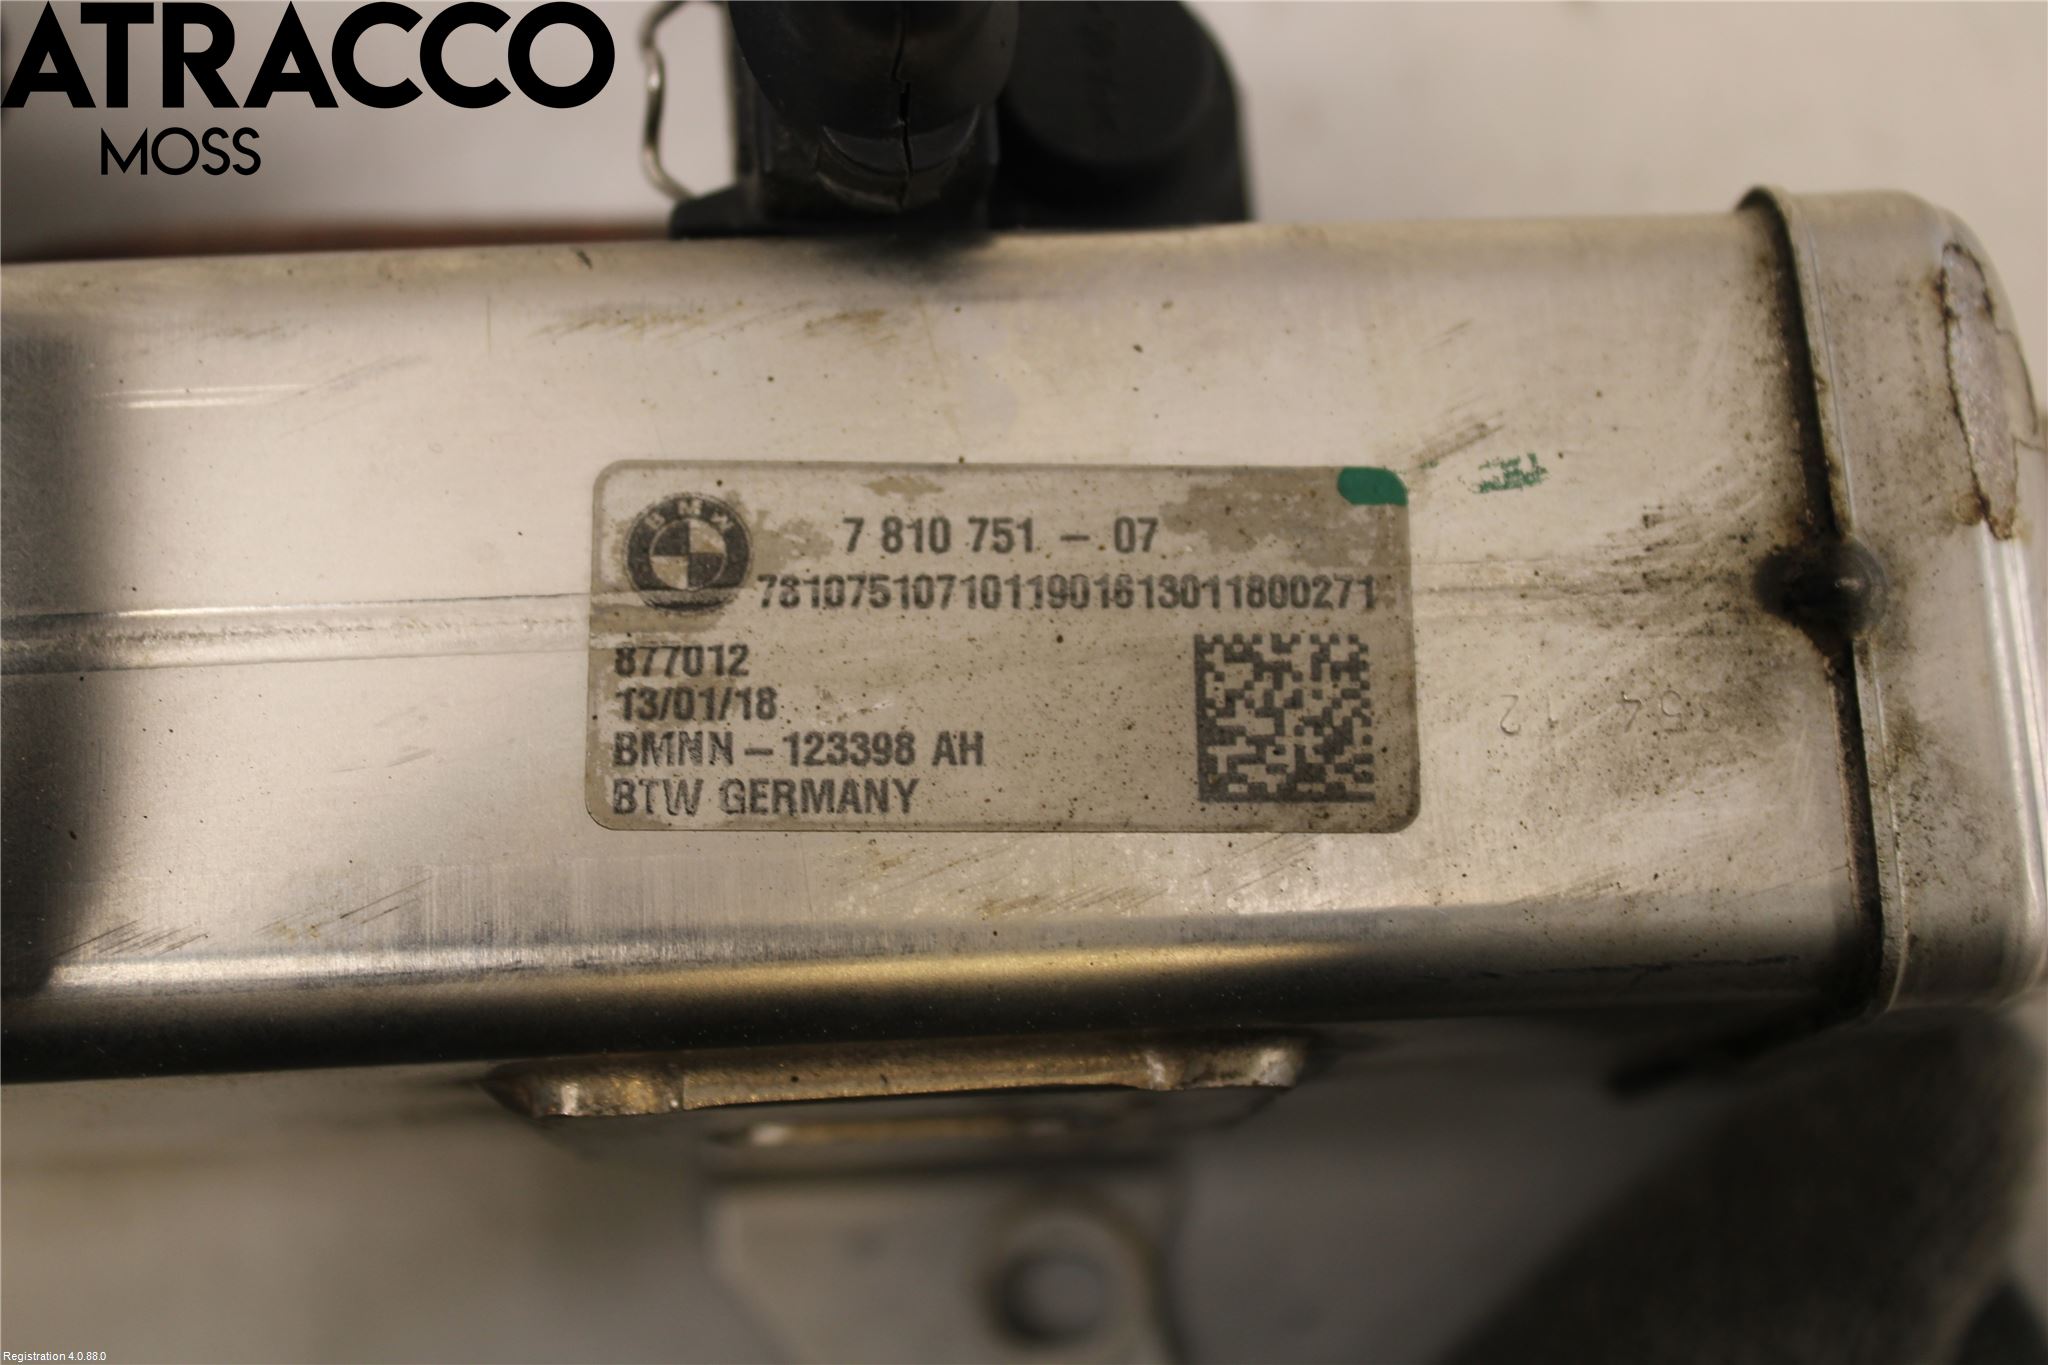 ATRACCO
MOSS
BMW
7 810 751 - 07
7810751071011901613011800271
877012
13/01/18
BMNN - 123398 AH
BTW GERMANY
Registration 4.0.88.0